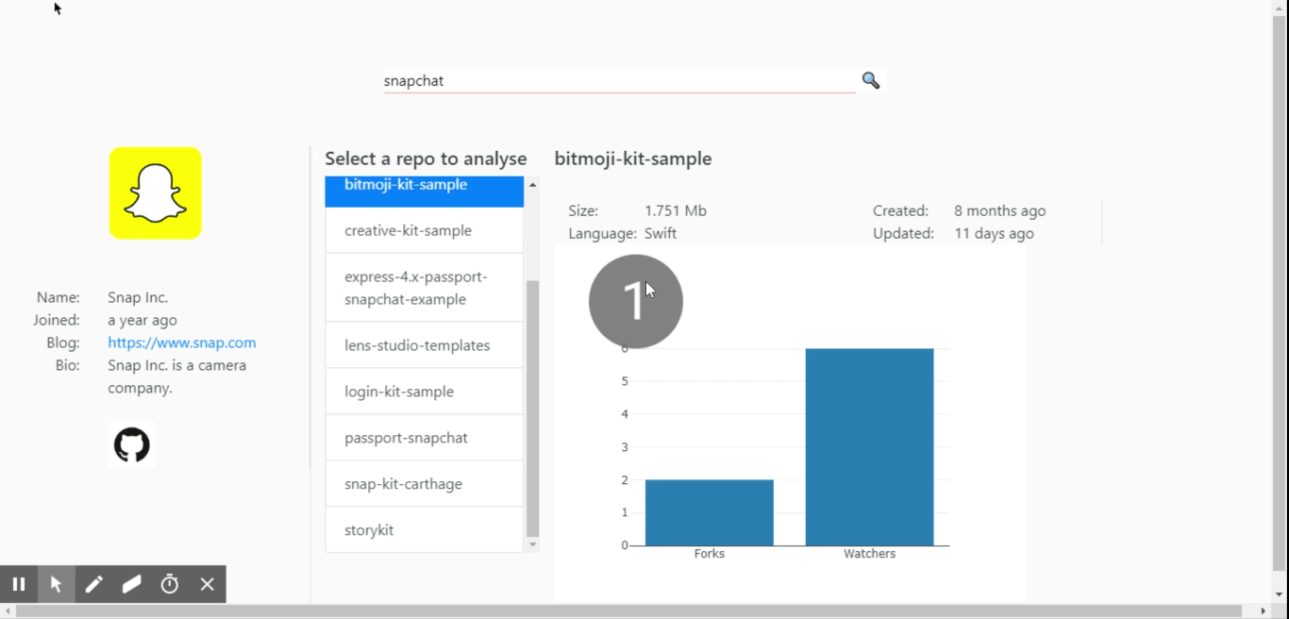 snapchat
Select a repo to analyse
bitmoji-kit-sample
creative-kit-sample
express-4.x-passport-
snapchat-example
lens-studio-templates
login-kit-sample
passport-snapchat
snap-kit-carthage
storykit
Name: Snap Inc.
Joined: a year ago
Blog: https://www.snap.com
Bio: Snap Inc. is a camera
company.
bitmoji-kit-sample
Size: 1.751 Mb
Language: Swift
Created: 8 months ago
Updated: 11 days ago
1
6
5
4
3
2
1
0
Forks Watchers